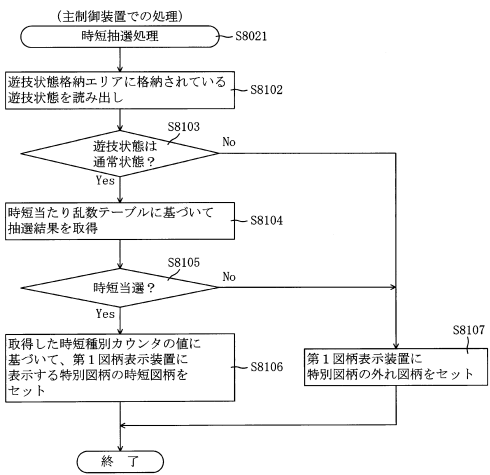 (主制御装置での処理)
時短抽選処理
S8021
遊技状態格納エリアに格納されている
遊技状態を読み出し
S8102
S8103
遊技状態は
通常状態？
No
Yes
時短当たり乱数テーブルに基づいて
抽選結果を取得
S8104
S8105
時短当選？
No
Yes
取得した時短種別カウンタの値に
基づいて、第１図柄表示装置に
表示する特別図柄の時短図柄を
セット
S8106
S8107
第１図柄表示装置に
特別図柄の外れ図柄をセット
終 了